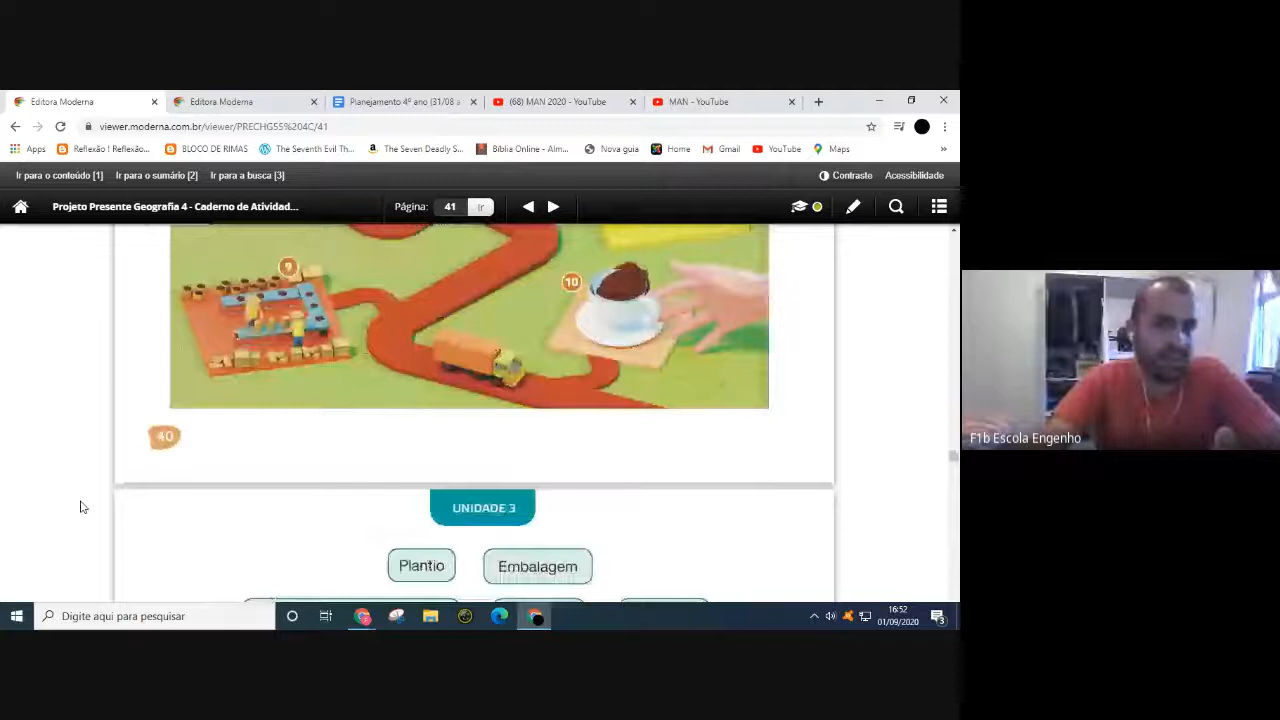 Editora Moderna
Editora Moderna
Planejamento 4º ano (31/08 a
(68) MAN 2020 - YouTube
MAN - YouTube
viewer.moderna.com.br/viewer/PRECHG55%204C/41
Apps
Reflexão ! Reflexão...
BLOCO DE RIMAS
The Seventh Evil Th...
The Seven Deadly S...
Bíblia Online - Alm...
Nova guia
Home
Gmail
YouTube
Maps
Ir para o conteúdo [1]
Ir para o sumário [2]
Ir para a busca [3]
Contraste
Acessibilidade
Projeto Presente Geografia 4 - Caderno de Atividad...
Página:
41
Ir
9
10
40
UNIDADE 3
Plantio
Embalagem
F1b Escola Engenho
Digite aqui para pesquisar
16:52
01/09/2020
3